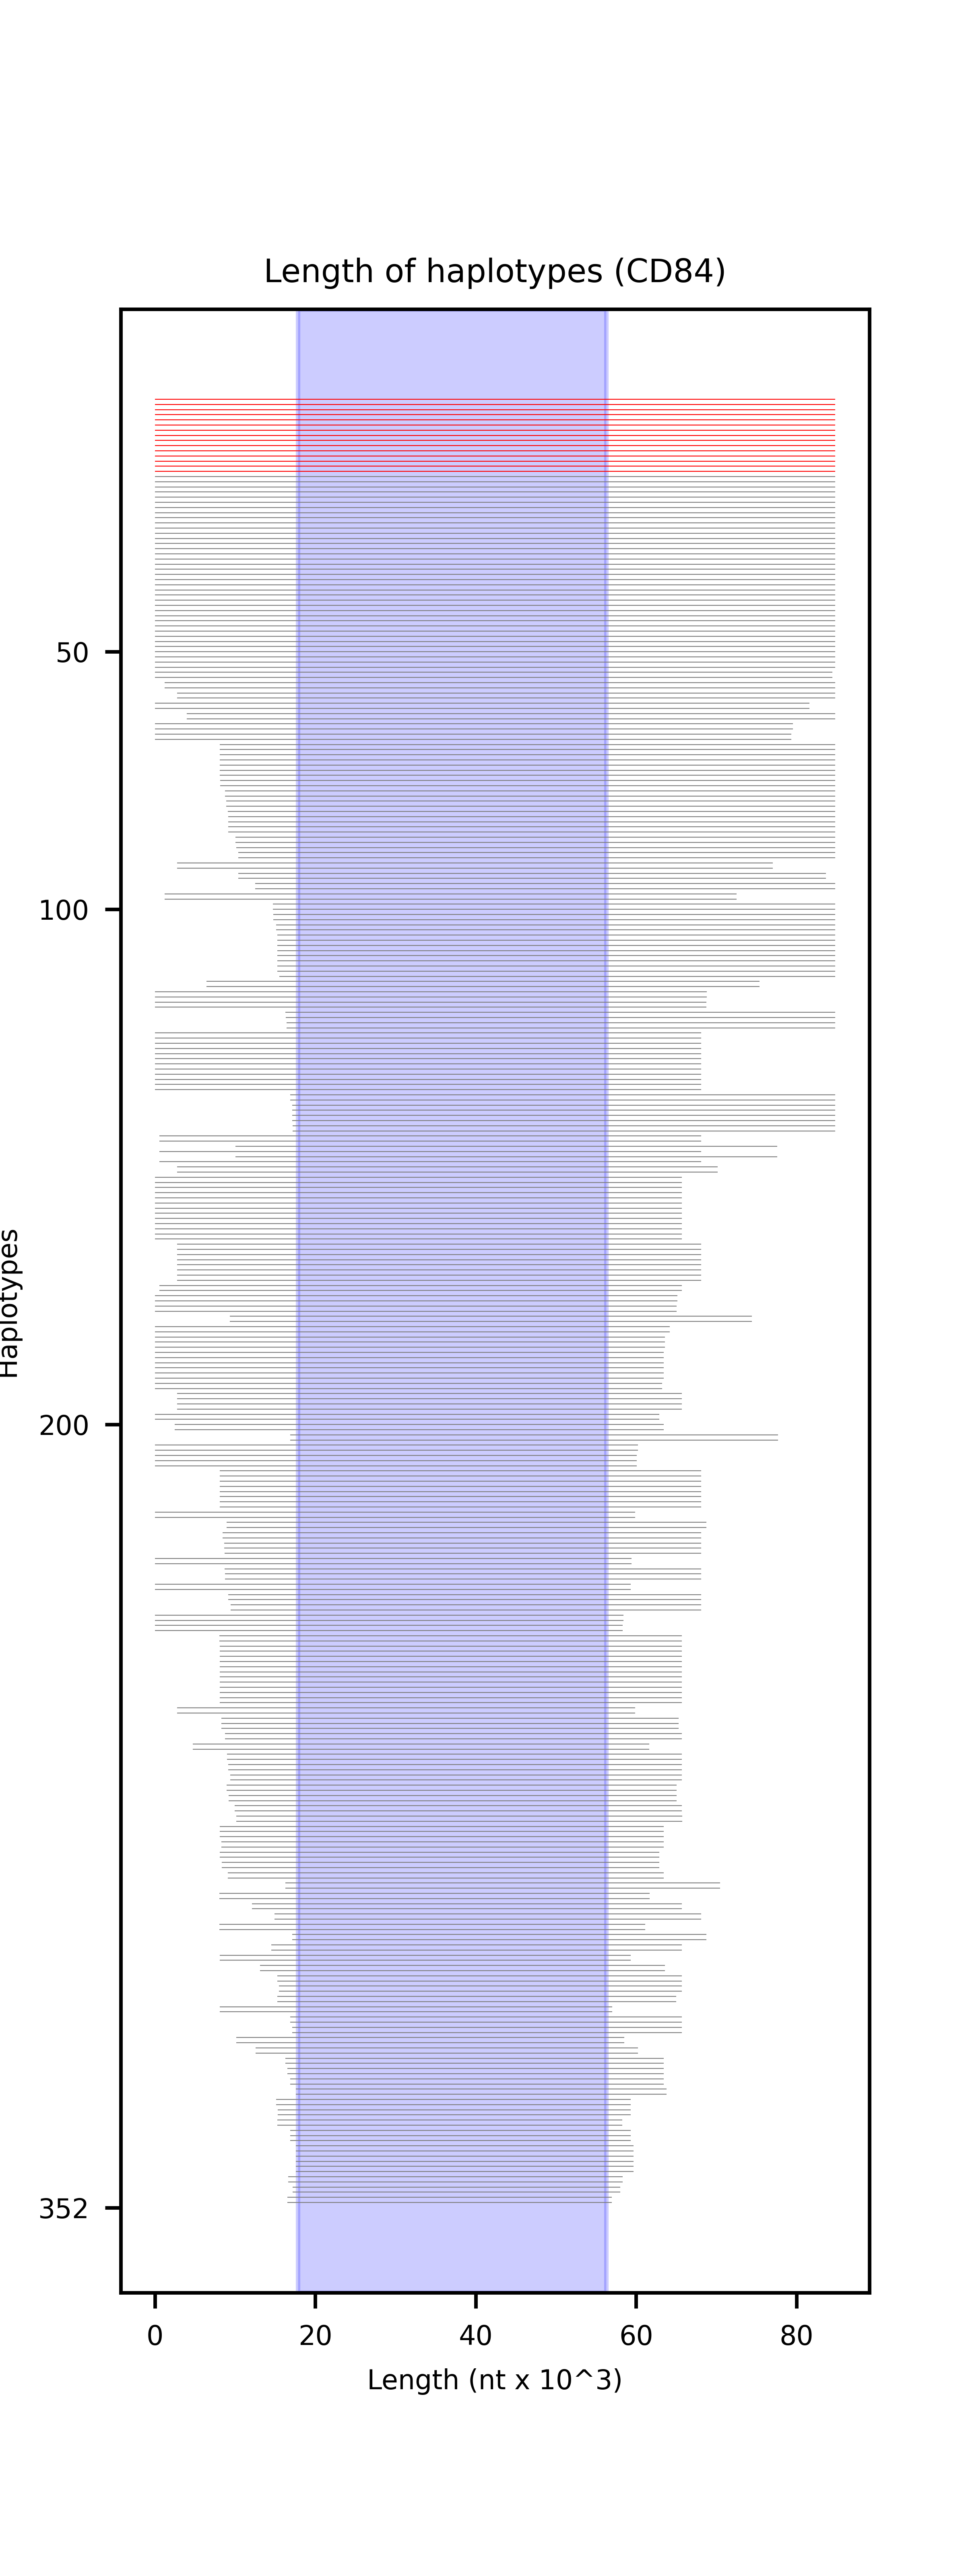 Length of haplotypes (CD84)
50
100
Haplotypes
200
352
0 20 40 60 80
Length (nt x 10^3)